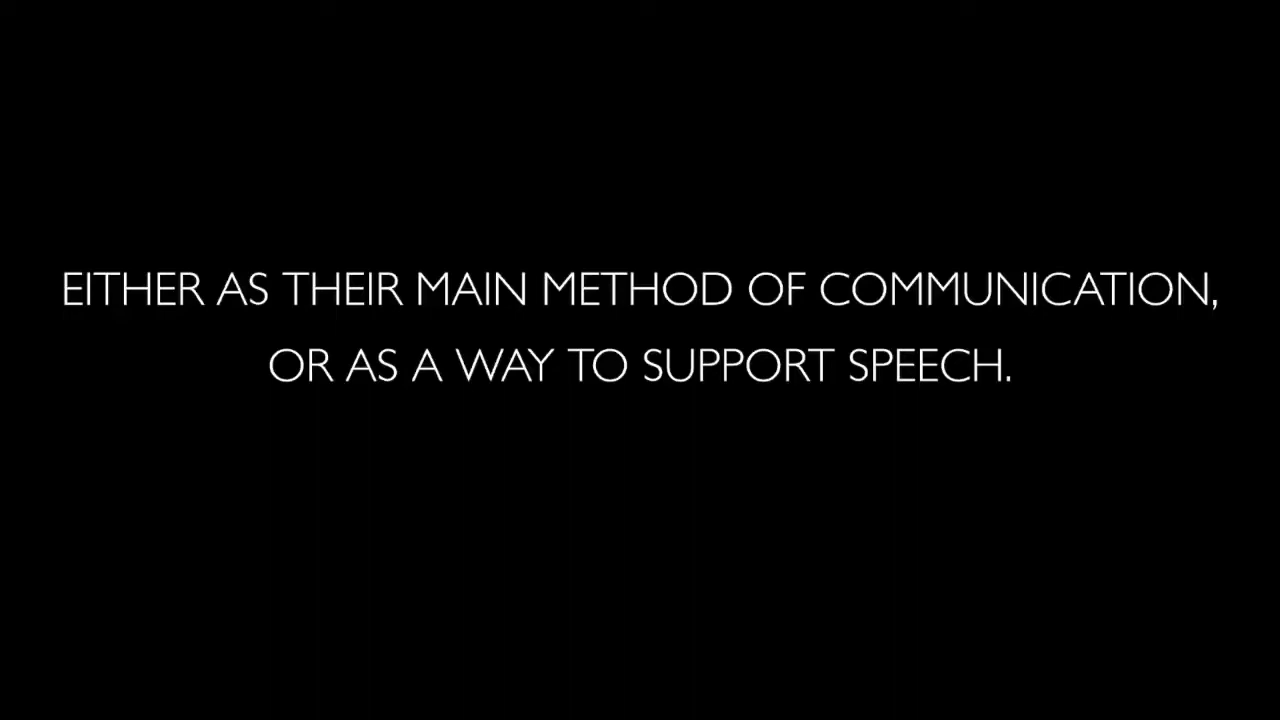 EITHER AS THEIR MAIN METHOD OF COMMUNICATION,
OR AS A WAY TO SUPPORT SPEECH.